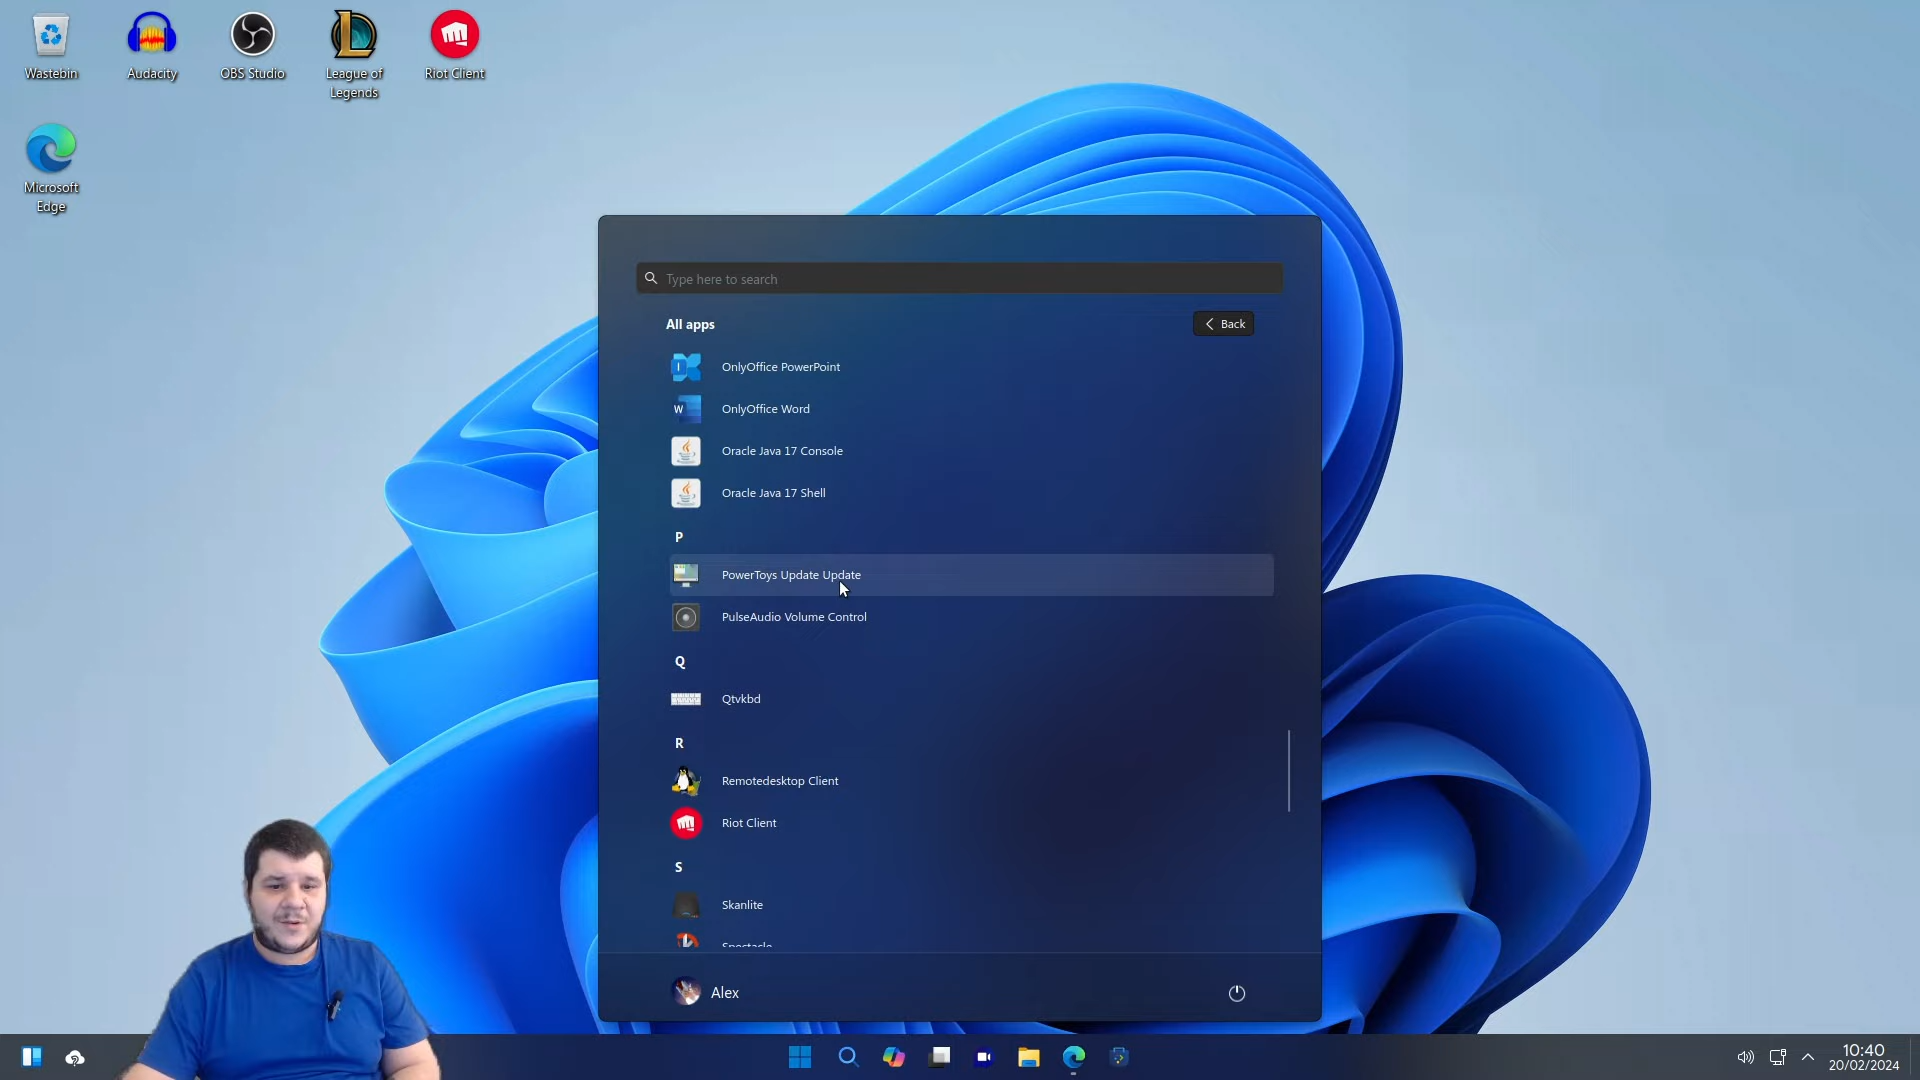 Wastebin
Audacity
OBS Studio
League of
Legends
Riot Client
Microsoft
Edge
Type here to search
All apps
Back
OnlyOffice PowerPoint
OnlyOffice Word
Oracle Java 17 Console
Oracle Java 17 Shell
P
PowerToys Update Update
PulseAudio Volume Control
Q
Qtvkbd
R
Remotedesktop Client
Riot Client
S
Skanlite
Spectacle
Alex
10:40
20/02/2024